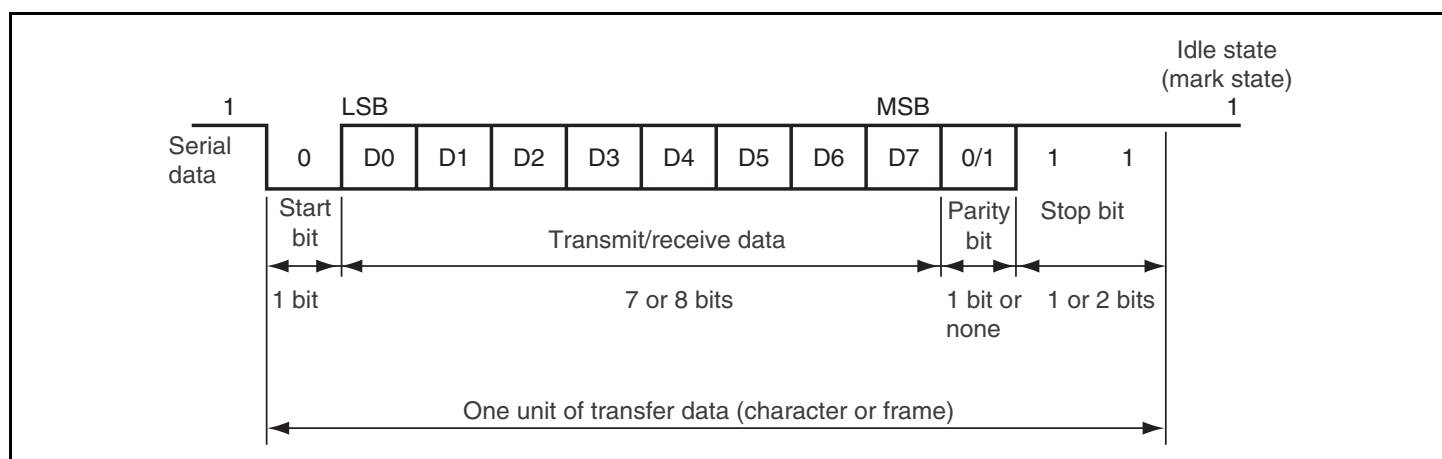 Idle state
(mark state)
1 LSB MSB 1
Serial
data
0 D0 D1 D2 D3 D4 D5 D6 D7 0/1 1 1
Start
bit
Transmit/receive data
Parity
bit
Stop bit
1 bit
7 or 8 bits
1 bit or
none
1 or 2 bits
One unit of transfer data (character or frame)